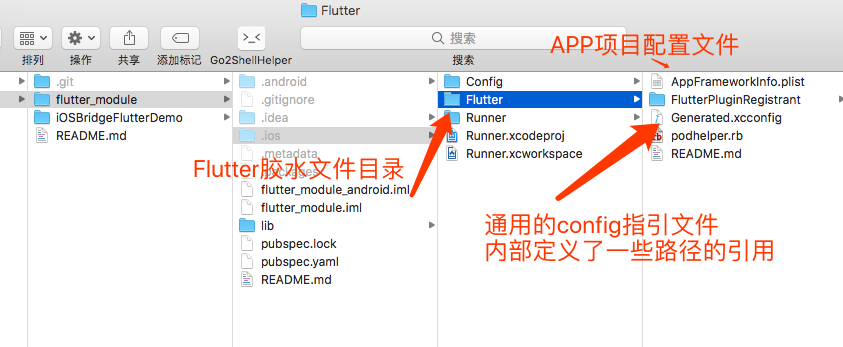 Flutter
搜索
排列
操作
共享
添加标记
Go2ShellHelper
搜索
APP项目配置文件
.git
flutter_module
iOSBridgeFlutterDemo
README.md
.android
.gitignore
.idea
.ios
.metadata
.packages
flutter_module_android.iml
flutter_module.iml
lib
pubspec.lock
pubspec.yaml
README.md
Config
Flutter
Runner
Runner.xcodeproj
Runner.xcworkspace
AppFrameworkInfo.plist
FlutterPluginRegistrant
Generated.xcconfig
podhelper.rb
README.md
Flutter胶水文件目录
通用的config指引文件
内部定义了一些路径的引用